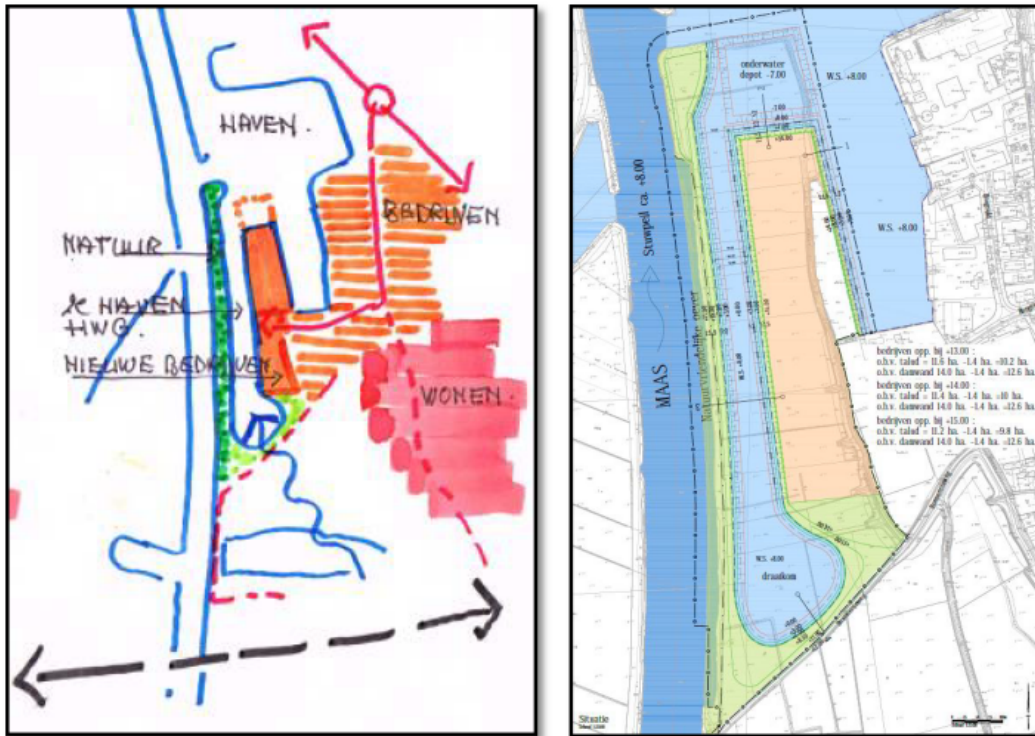 HAVEN.
BEDRIJVEN
NATUUR
2e HAVEN
HWG.
NIEUWE BEDRIJVEN
WONEN.
onderwater
depot -7.00
W.S. +8.00
MAAS
Stuwpeil ca. +8.00
Natuurvriendelijke oever
W.S. +8.00
W.S. +8.00
bedrijven opp. bij +13.00 :
o.b.v. talud = 11.6 ha. -1.4 ha. =10.2 ha.
o.b.v. damwand 14.0 ha. -1.4 ha. =12.6 ha.
bedrijven opp. bij +14.00 :
o.b.v. talud = 11.4 ha. -1.4 ha. =10 ha.
o.b.v. damwand 14.0 ha. -1.4 ha. =12.6 ha.
bedrijven opp. bij +15.00 :
o.b.v. talud = 11.2 ha. -1.4 ha. =9.8 ha.
o.b.v. damwand 14.0 ha. -1.4 ha. =12.6 ha.
W.S. +8.00
draaikom
Situatie